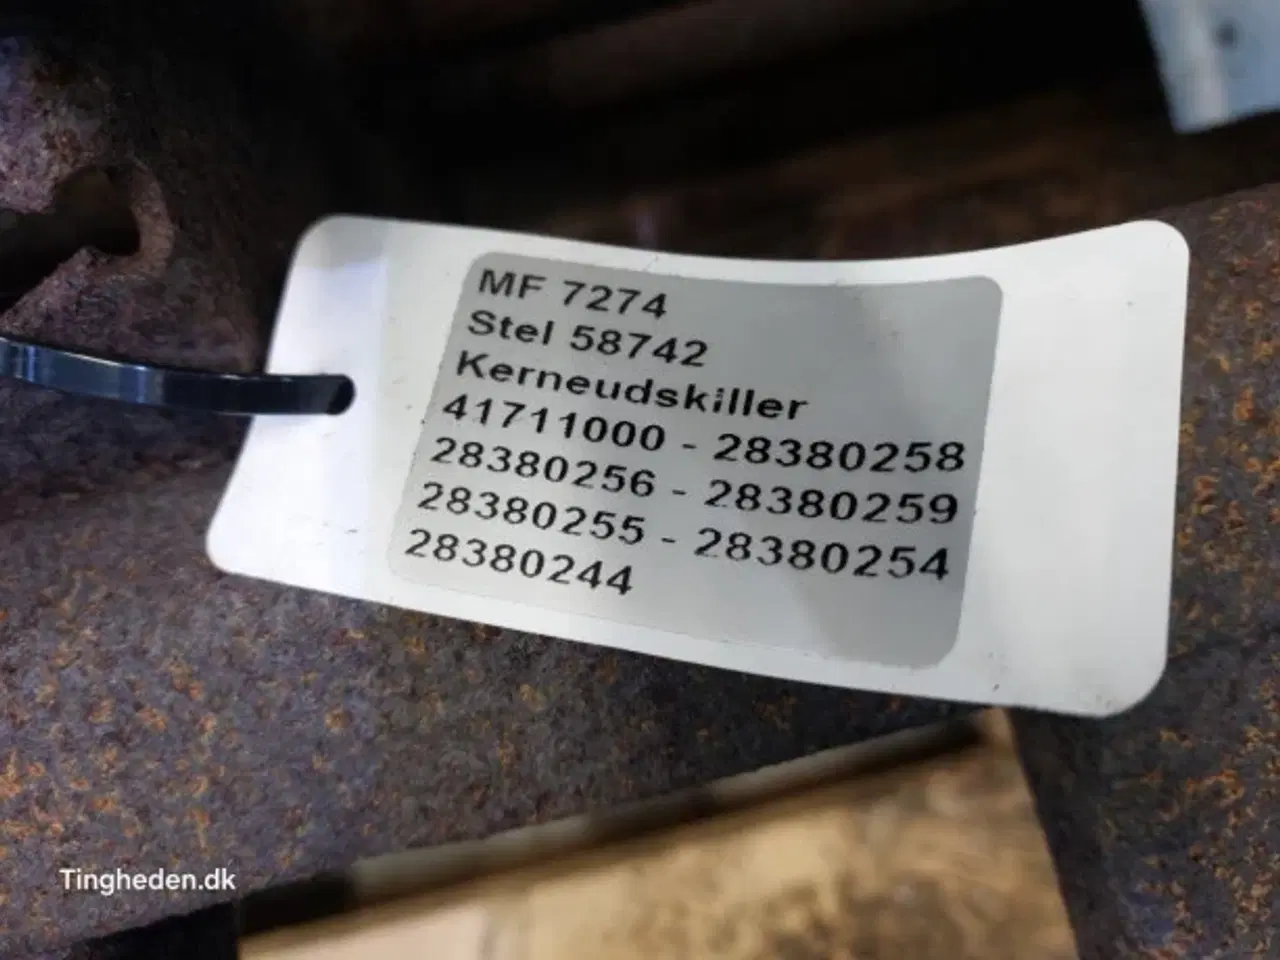 MF 7274
Stel 58742
Kerneudskiller
41711000 - 28380258
28380256 - 28380259
28380255 - 28380254
28380244
Tingheden.dk